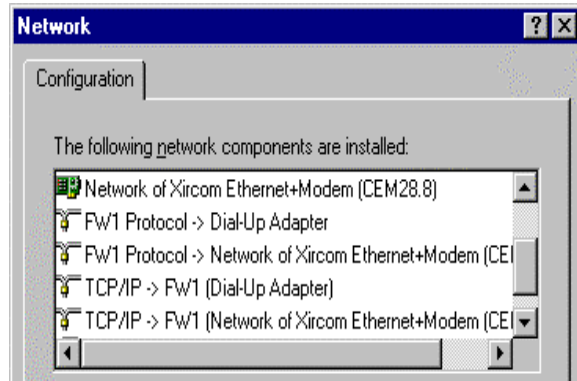 Network
Configuration
The following network components are installed:
Network of Xircom Ethernet+Modem (CEM28.8)
FW1 Protocol -> Dial-Up Adapter
FW1 Protocol -> Network of Xircom Ethernet+Modem (CEI
TCP/IP -> FW1 (Dial-Up Adapter)
TCP/IP -> FW1 (Network of Xircom Ethernet+Modem (CEI